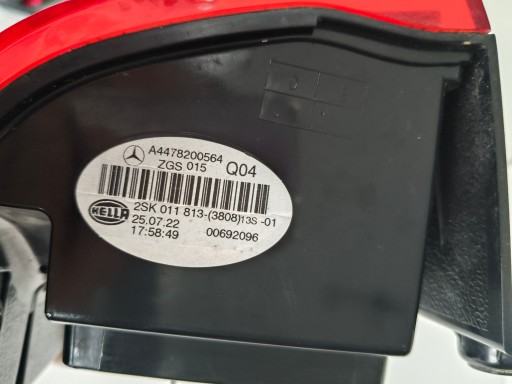 A4478200564
ZGS 015 Q04
HELLA 2SK 011 813-(3808)13S-01
25.07.22
17:58:49 00692096